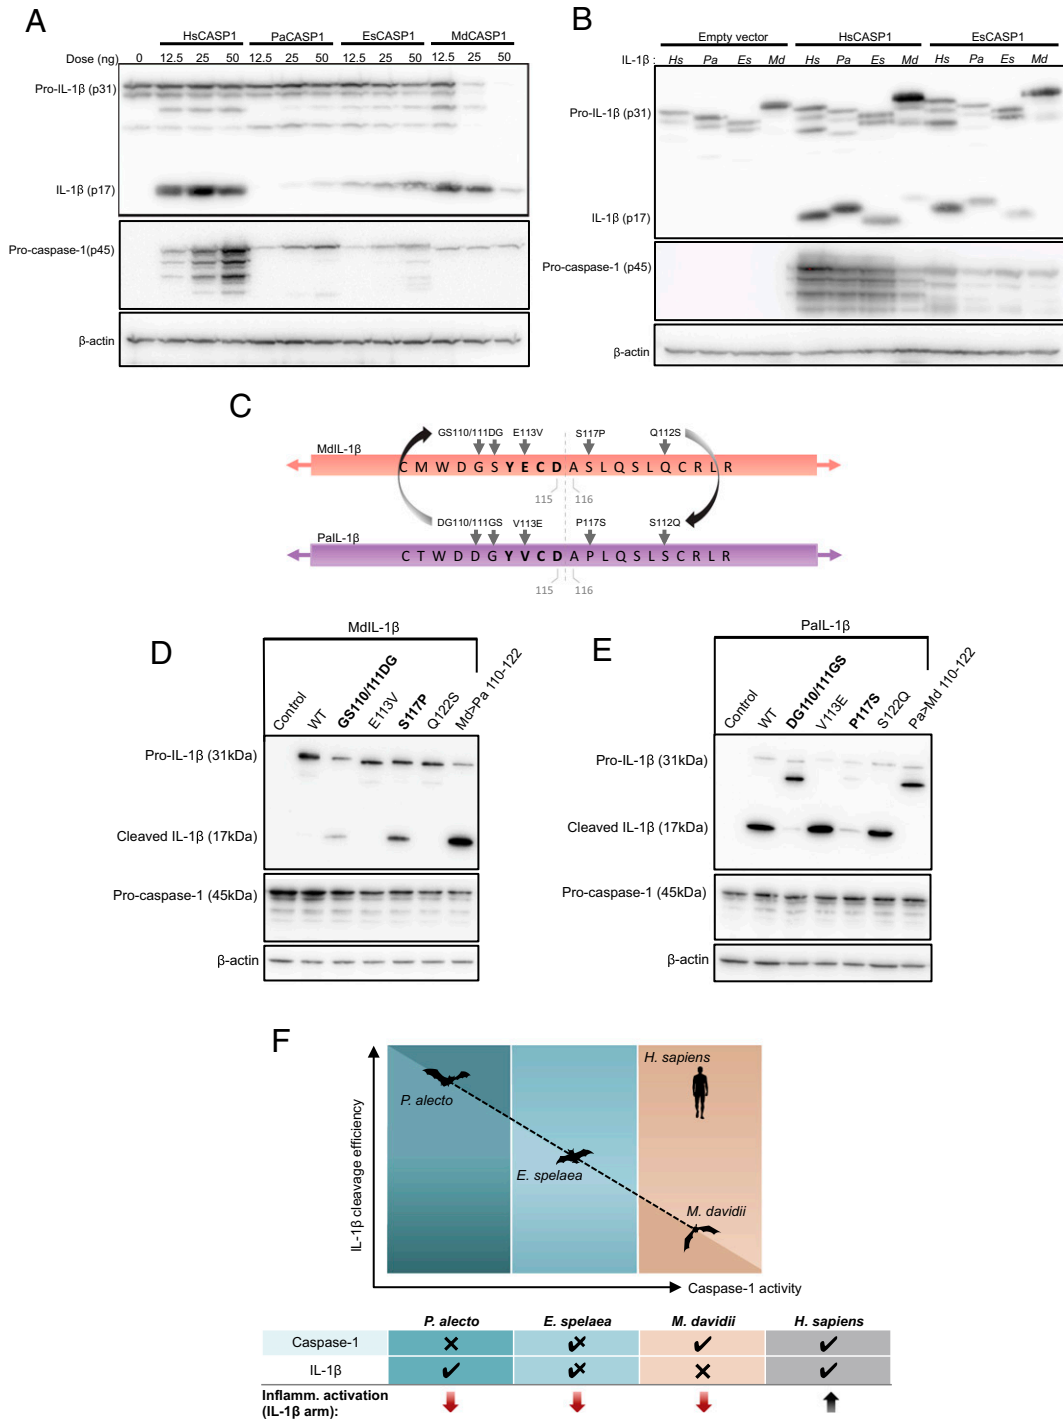 A
HsCASP1 PaCASP1 EsCASP1 MdCASP1
Dose (ng) 0 12.5 25 50 12.5 25 50 12.5 25 50 12.5 25 50
Pro-IL-1β (p31)
IL-1β (p17)
Pro-caspase-1(p45)
β-actin
B
Empty vector HsCASP1 EsCASP1
IL-1β : Hs Pa Es Md Hs Pa Es Md Hs Pa Es Md
Pro-IL-1β (p31)
IL-1β (p17)
Pro-caspase-1 (p45)
β-actin
C
GS110/111DG E113V S117P Q112S
MdIL-1β
C M W D G S Y E C D A S L Q S L Q C R L R
115 116
DG110/111GS V113E P117S S112Q
PaIL-1β
C T W D D G Y V C D A P L Q S L S C R L R
115 116
D
MdIL-1β
Control WT GS110/111DG E113V S117P Q122S Md>Pa 110-122
Pro-IL-1β (31kDa)
Cleaved IL-1β (17kDa)
Pro-caspase-1 (45kDa)
β-actin
E
PaIL-1β
Control WT DG110/111GS V113E P117S S122Q Pa>Md 110-122
Pro-IL-1β (31kDa)
Cleaved IL-1β (17kDa)
Pro-caspase-1 (45kDa)
β-actin
F
IL-1β cleavage efficiency
P. alecto
E. spelaea
H. sapiens
M. davidii
Caspase-1 activity
P. alecto E. spelaea M. davidii H. sapiens
Caspase-1
IL-1β
Inflamm. activation
(IL-1β arm):